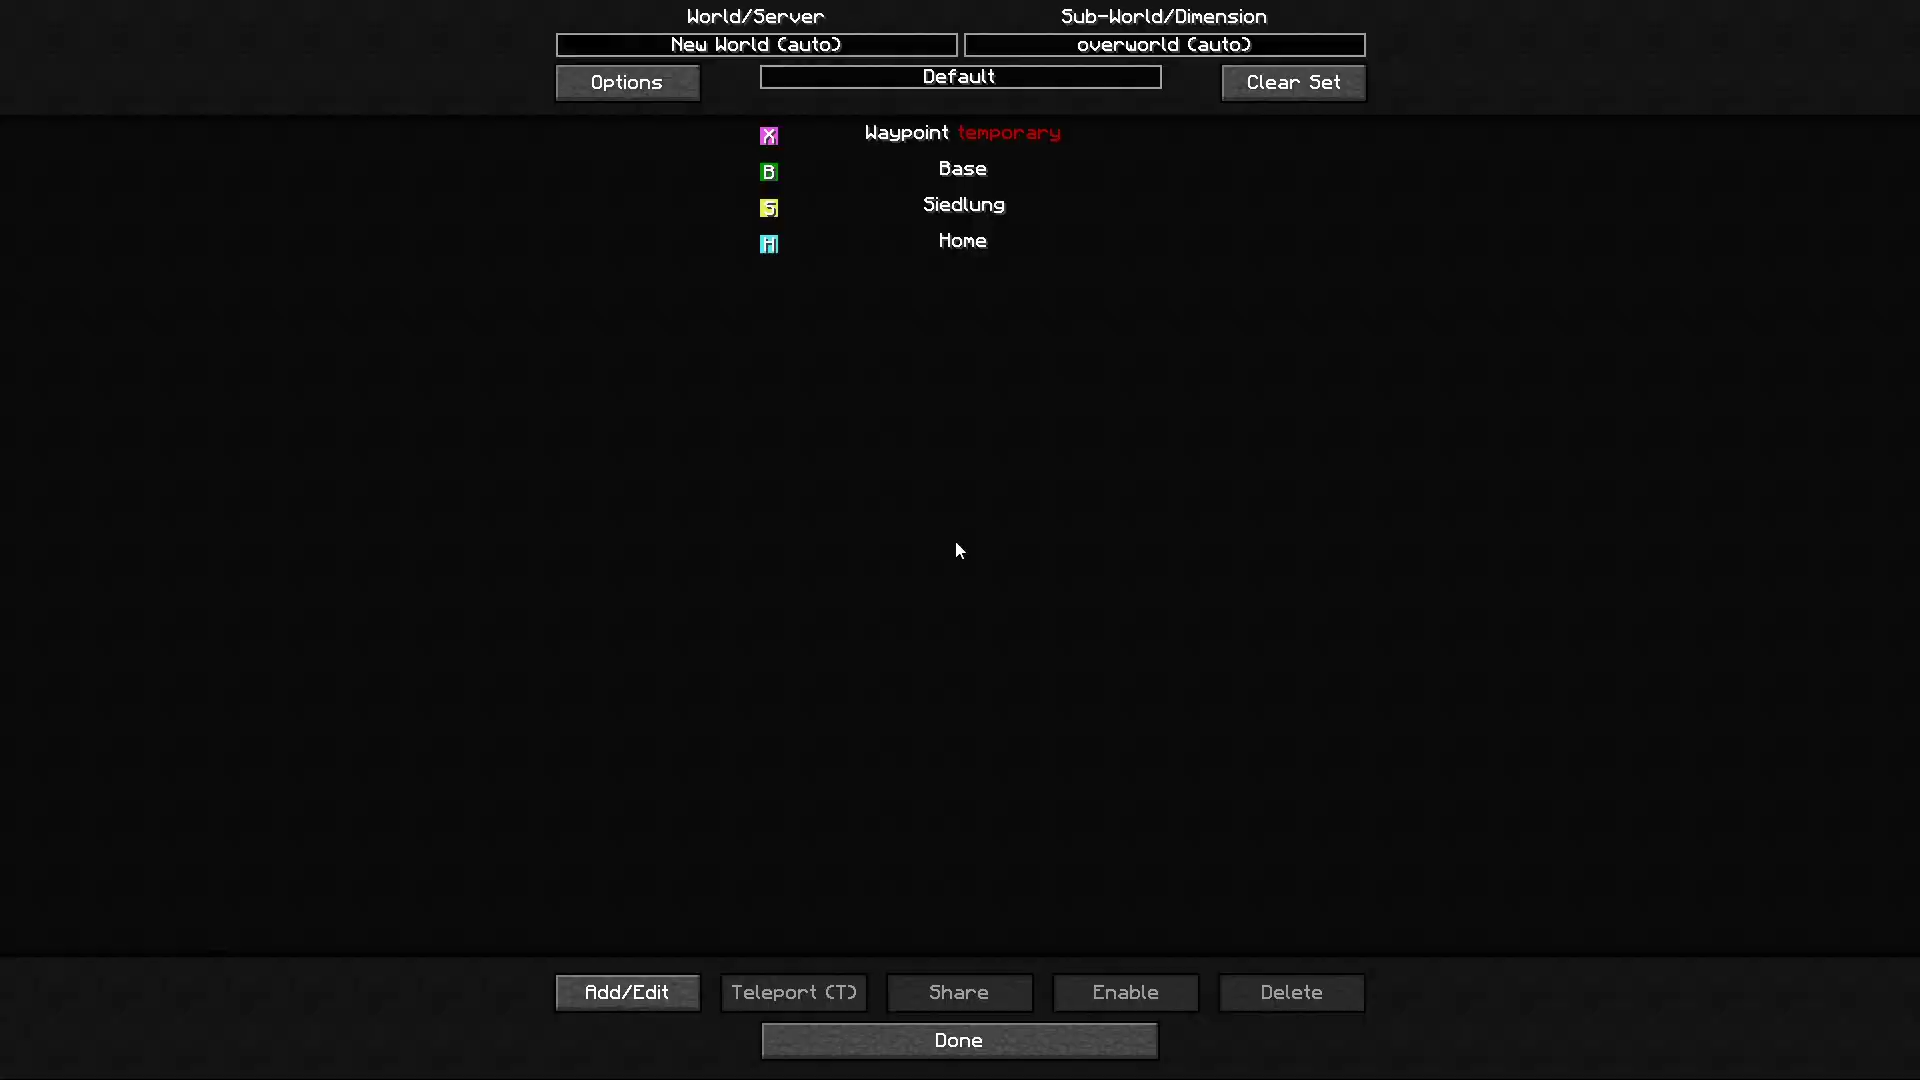 World/Server Sub-World/Dimension
New World (auto) overworld (auto)
Options Default Clear Set
X Waypoint temporary
B Base
S Siedlung
H Home
Add/Edit Teleport (T) Share Enable Delete
Done